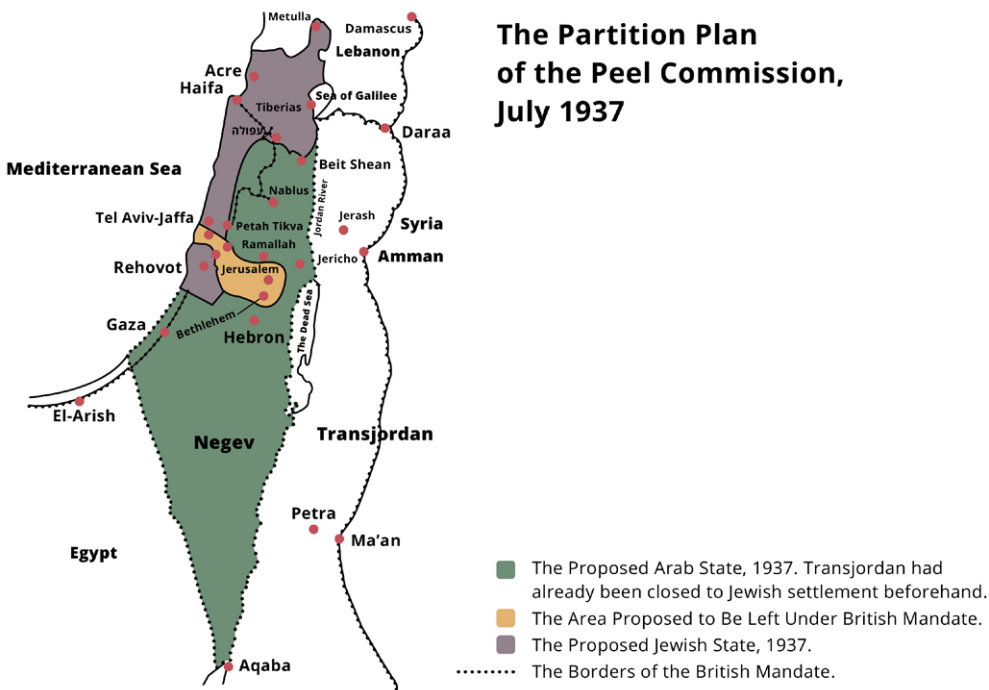 The Partition Plan
of the Peel Commission,
July 1937
Metulla
Damascus
Lebanon
Acre
Haifa
Sea of Galilee
Tiberias
עפולה
Daraa
Mediterranean Sea
Beit Shean
Nablus
Jordan River
Tel Aviv-Jaffa
Jerash
Petah Tikva
Syria
Ramallah
Amman
Jericho
Rehovot
Jerusalem
Gaza
Bethlehem
The Dead Sea
Hebron
El-Arish
Negev
Transjordan
Petra
Ma'an
Egypt
Aqaba
The Proposed Arab State, 1937. Transjordan had
already been closed to Jewish settlement beforehand.
The Area Proposed to Be Left Under British Mandate.
The Proposed Jewish State, 1937.
The Borders of the British Mandate.